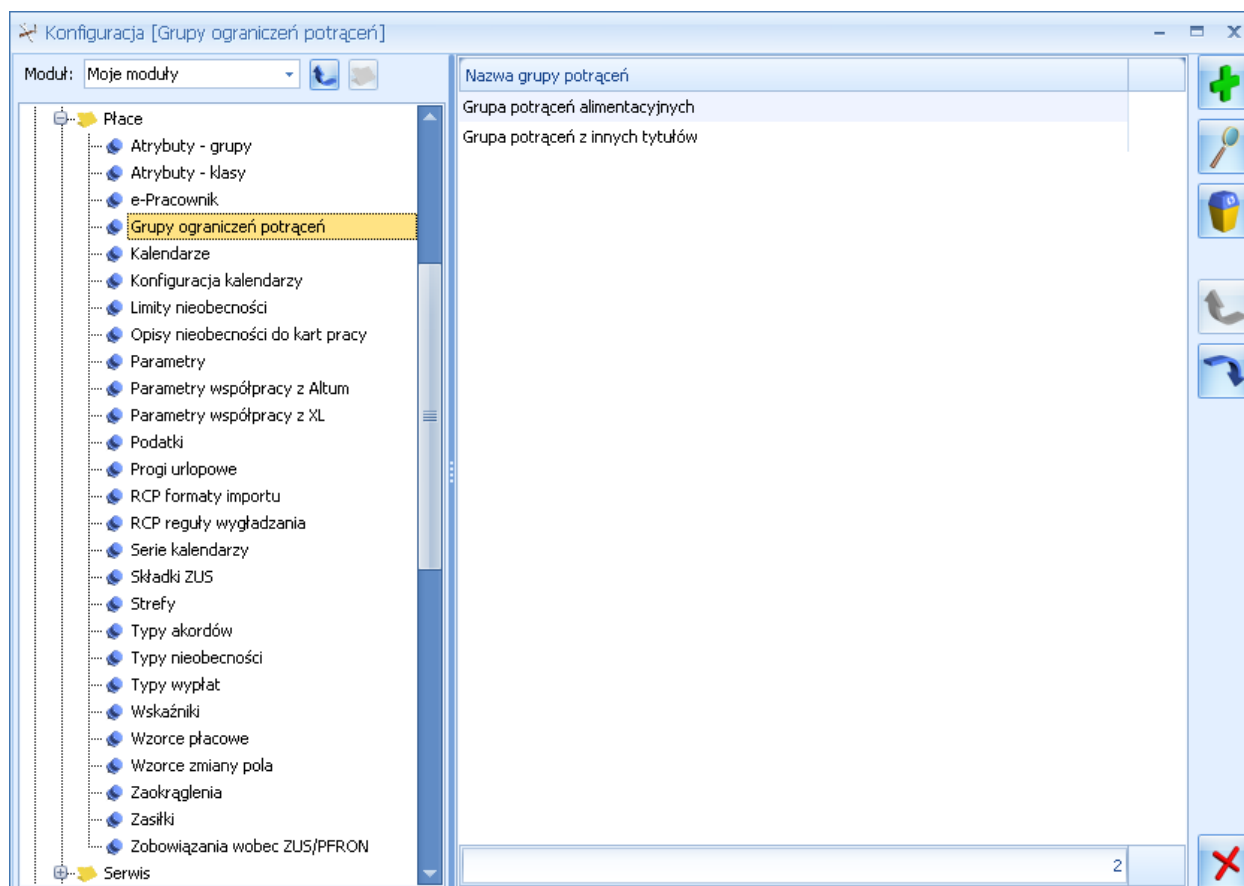 Konfiguracja [Grupy ograniczeń potrąceń]
Moduł: Moje moduły
Płace
Atrybuty - grupy
Atrybuty - klasy
e-Pracownik
Grupy ograniczeń potrąceń
Kalendarze
Konfiguracja kalendarzy
Limity nieobecności
Opisy nieobecności do kart pracy
Parametry
Parametry współpracy z Altum
Parametry współpracy z XL
Podatki
Progi urlopowe
RCP formaty importu
RCP reguły wygładzania
Serie kalendarzy
Składki ZUS
Strefy
Typy akordów
Typy nieobecności
Typy wypłat
Wskaźniki
Wzorce płacowe
Wzorce zmiany pola
Zaokrąglenia
Zasiłki
Zobowiązania wobec ZUS/PFRON
Serwis
Nazwa grupy potrąceń
Grupa potrąceń alimentacyjnych
Grupa potrąceń z innych tytułów
2